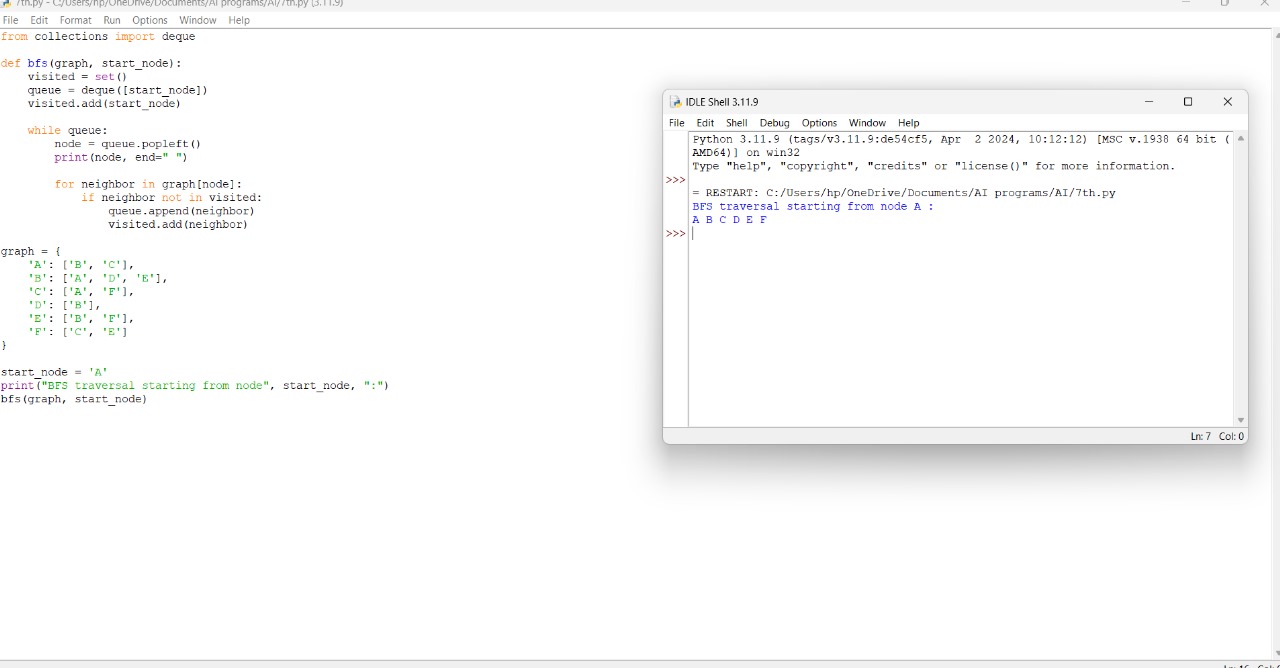 7th.py - C:/Users/hp/OneDrive/Documents/AI programs/AI/7th.py (3.11.9)
File Edit Format Run Options Window Help
from collections import deque
def bfs(graph, start_node):
    visited = set()
    queue = deque([start_node])
    visited.add(start_node)
    while queue:
        node = queue.popleft()
        print(node, end=" ")
        for neighbor in graph[node]:
            if neighbor not in visited:
                queue.append(neighbor)
                visited.add(neighbor)
graph = {
    'A': ['B', 'C'],
    'B': ['A', 'D', 'E'],
    'C': ['A', 'F'],
    'D': ['B'],
    'E': ['B', 'F'],
    'F': ['C', 'E']
}
start_node = 'A'
print("BFS traversal starting from node", start_node, ":")
bfs(graph, start_node)
IDLE Shell 3.11.9
File Edit Shell Debug Options Window Help
Python 3.11.9 (tags/v3.11.9:de54cf5, Apr  2 2024, 10:12:12) [MSC v.1938 64 bit (
AMD64)] on win32
Type "help", "copyright", "credits" or "license()" for more information.
>>>
= RESTART: C:/Users/hp/OneDrive/Documents/AI programs/AI/7th.py
BFS traversal starting from node A :
A B C D E F
>>>
Ln: 7 Col: 0